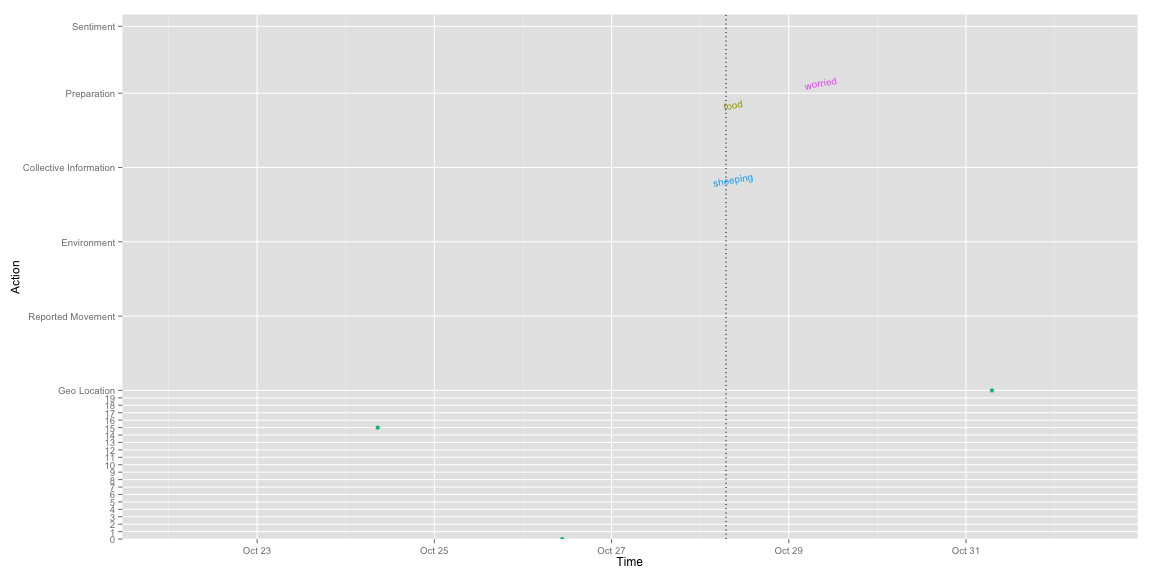 Sentiment
worried
Preparation
food
Collective Information
sheeping
Environment
Action
Reported Movement
Geo Location
19
18
17
16
15
14
13
12
11
10
9
8
7
6
5
4
3
2
1
0
Oct 23 Oct 25 Oct 27 Oct 29 Oct 31
Time